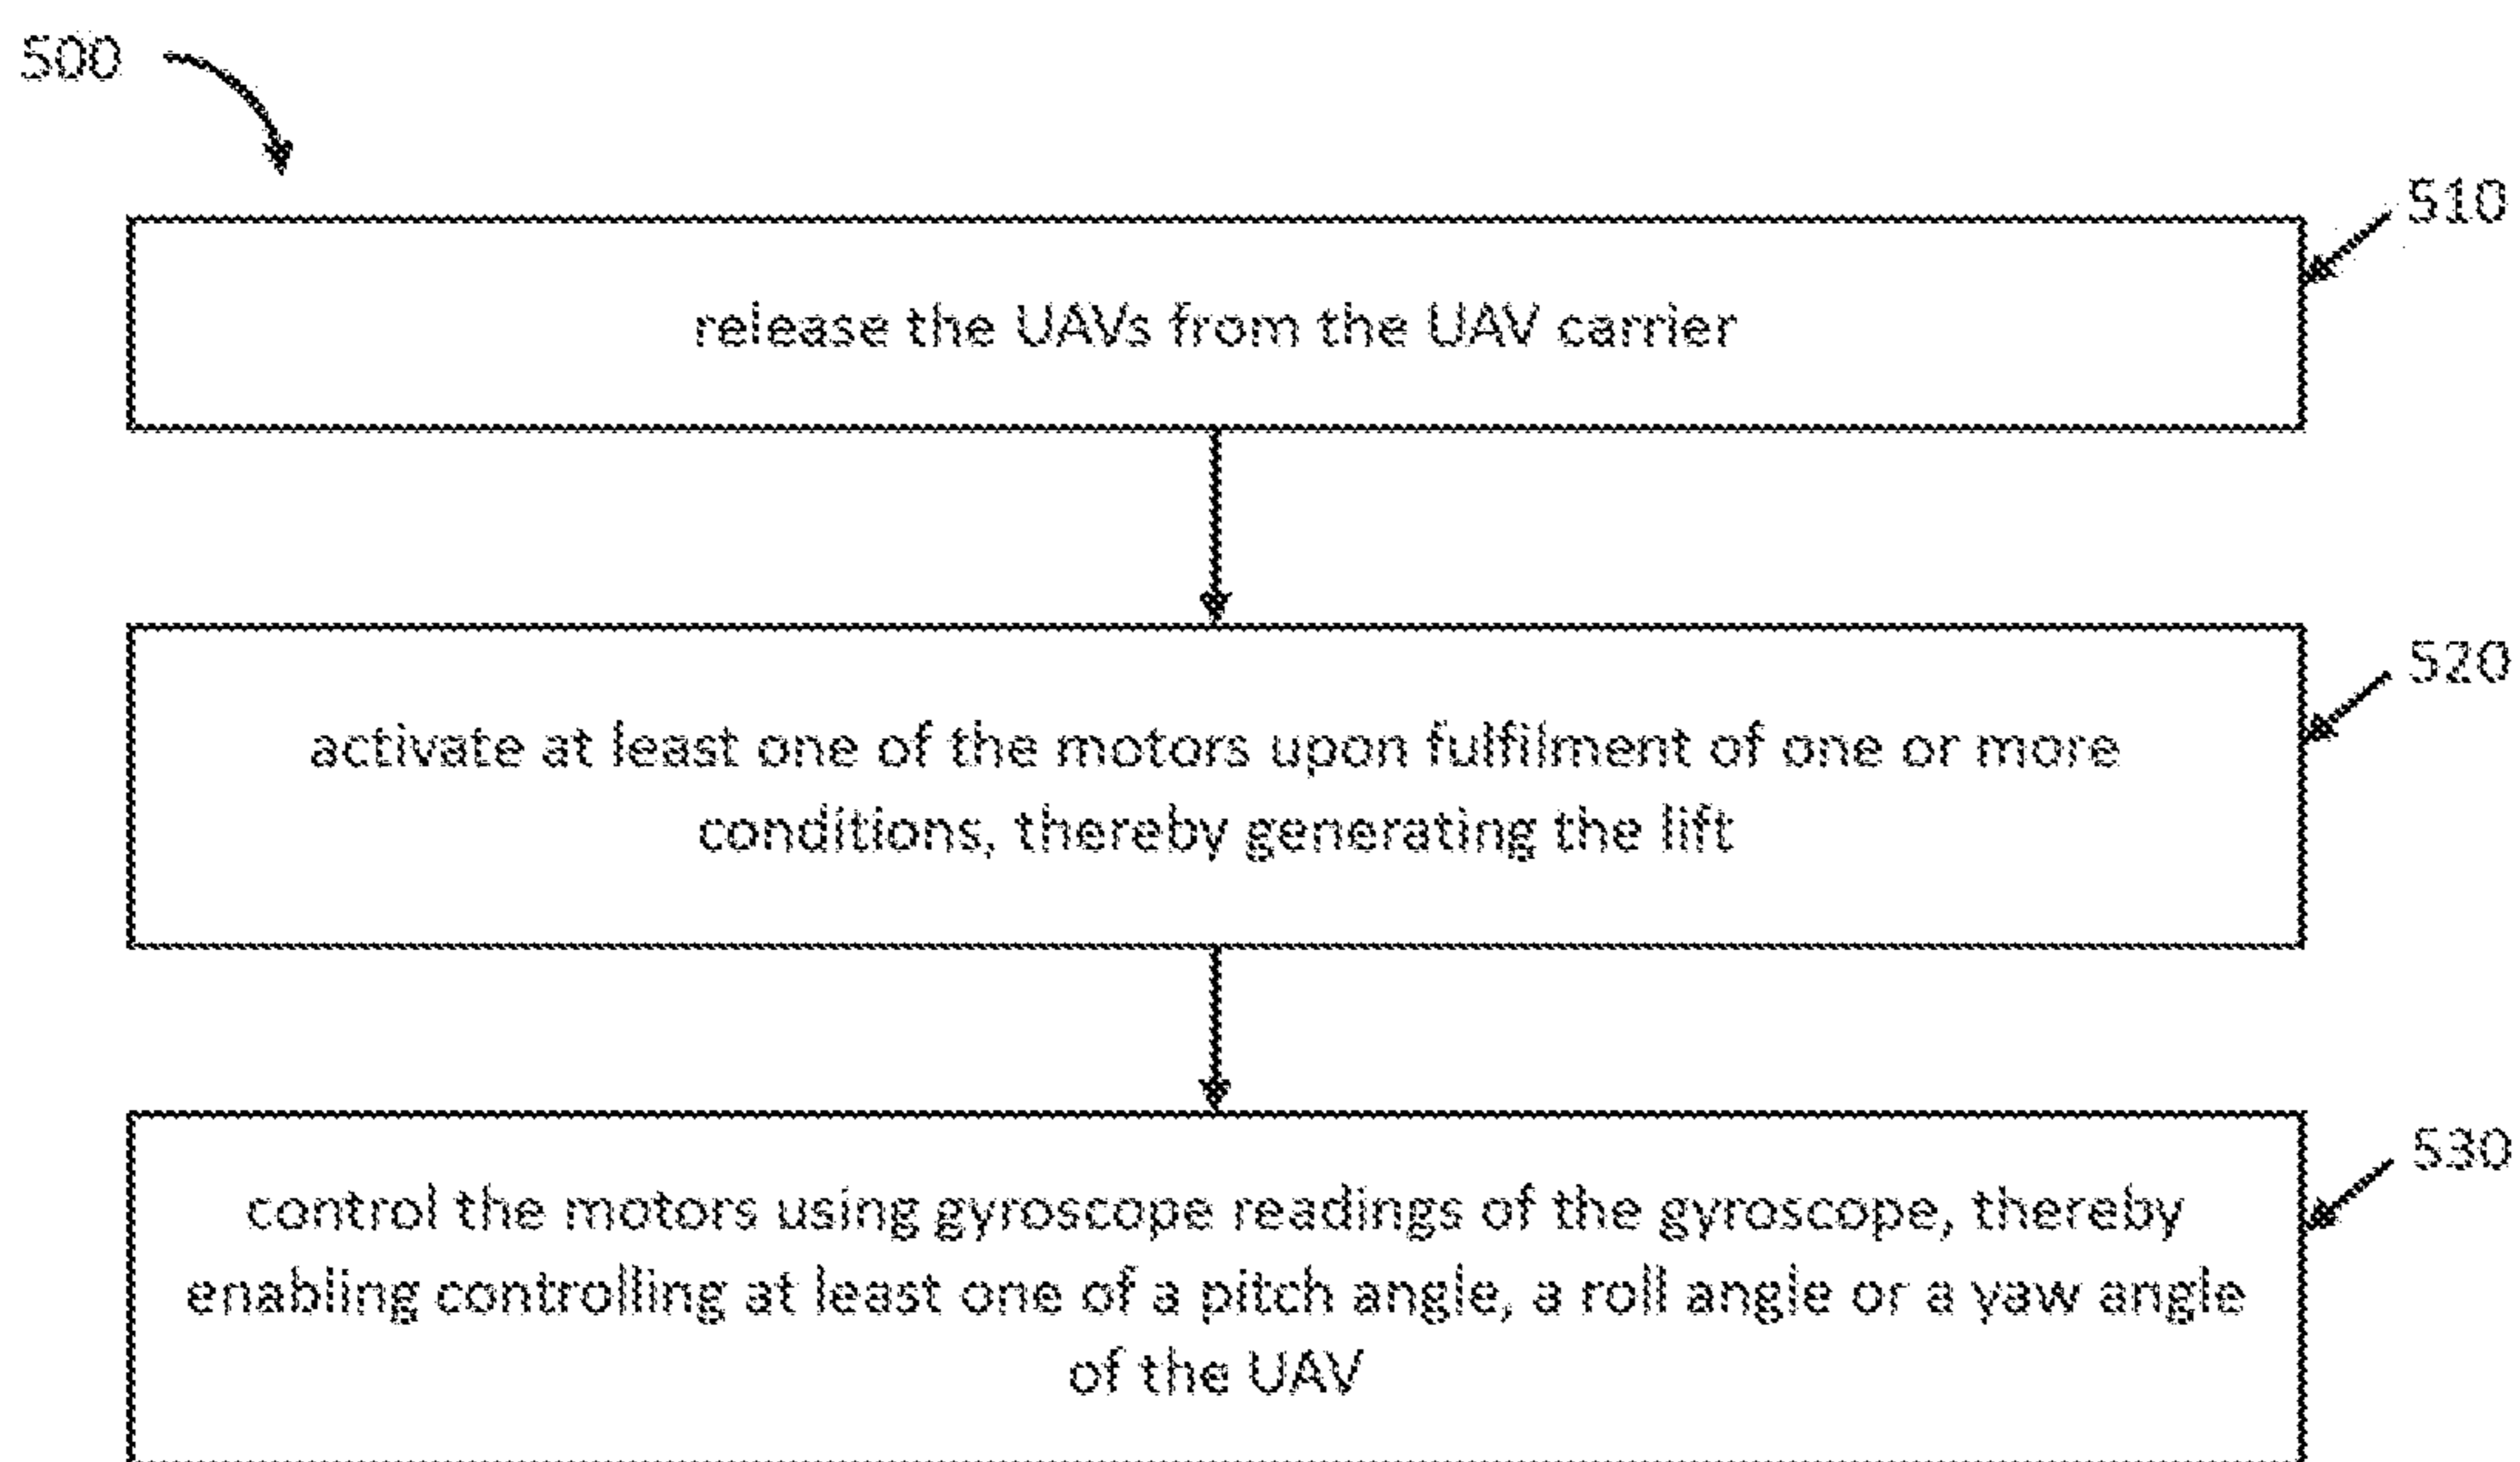 500
510
release the UAVs from the UAV carrier
520
activate at least one of the motors upon fulfilment of one or more
conditions, thereby generating the lift
530
control the motors using gyroscope readings of the gyroscope, thereby
enabling controlling at least one of a pitch angle, a roll angle or a yaw angle
of the UAV